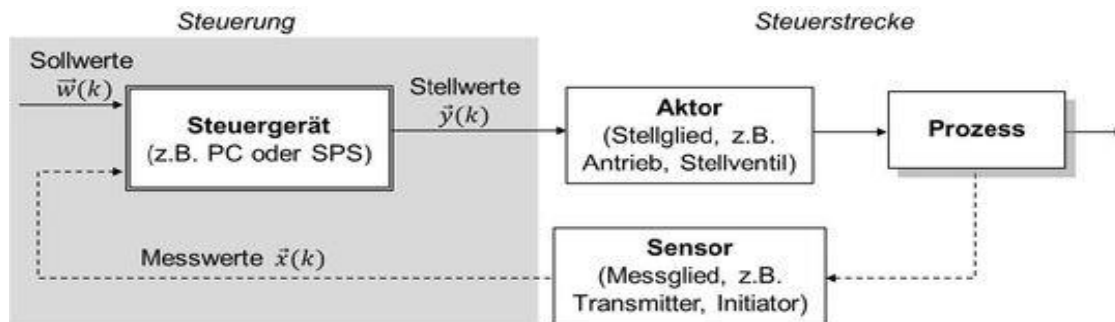 Steuerung
Steuerstrecke
Sollwerte
w⃗(k)
Steuergerät
(z.B. PC oder SPS)
Stellwerte
y⃗(k)
Aktor
(Stellglied, z.B.
Antrieb, Stellventil)
Prozess
Messwerte x⃗(k)
Sensor
(Messglied, z.B.
Transmitter, Initiator)